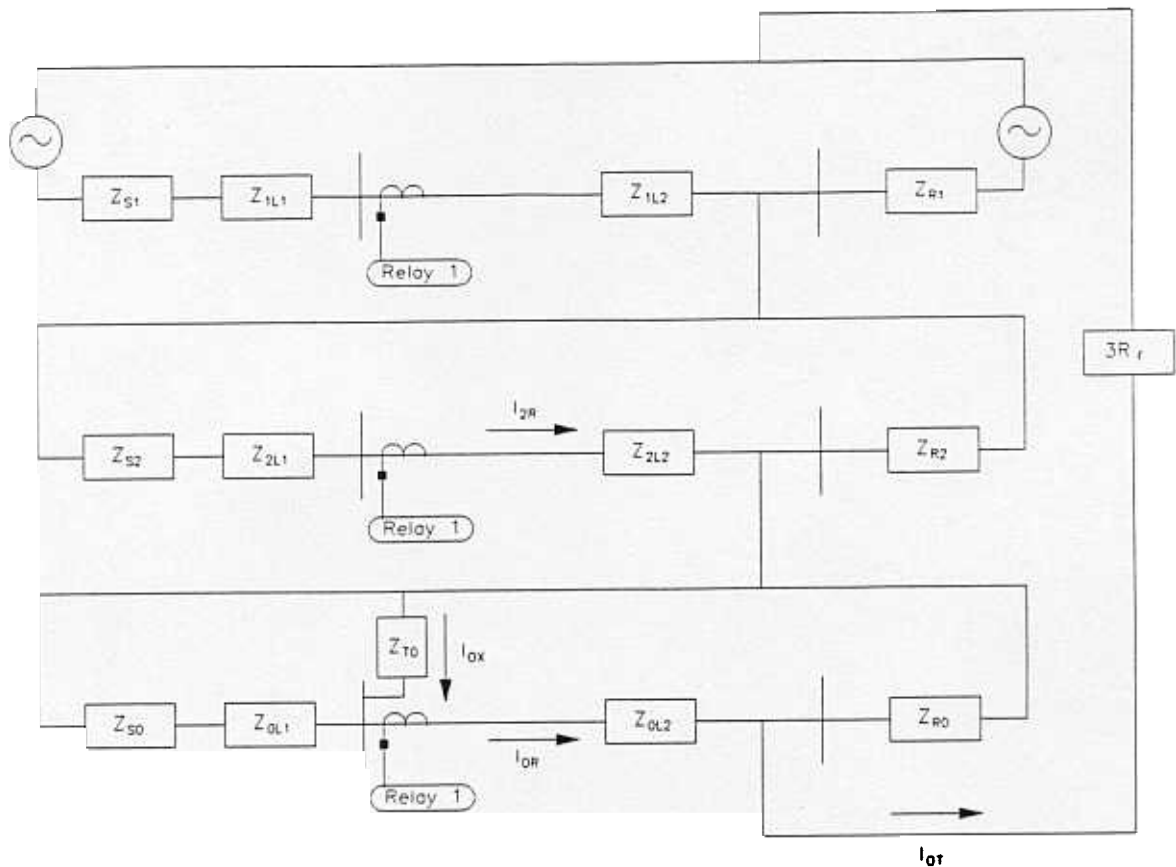 Z_S1 Z_1L1 Z_1L2 Z_R1
Relay 1
3R_f
I_2R
Z_S2 Z_2L1 Z_2L2 Z_R2
Relay 1
Z_T0 I_0X
Z_S0 Z_0L1 Z_0L2 Z_R0
I_0R
Relay 1
I_0T